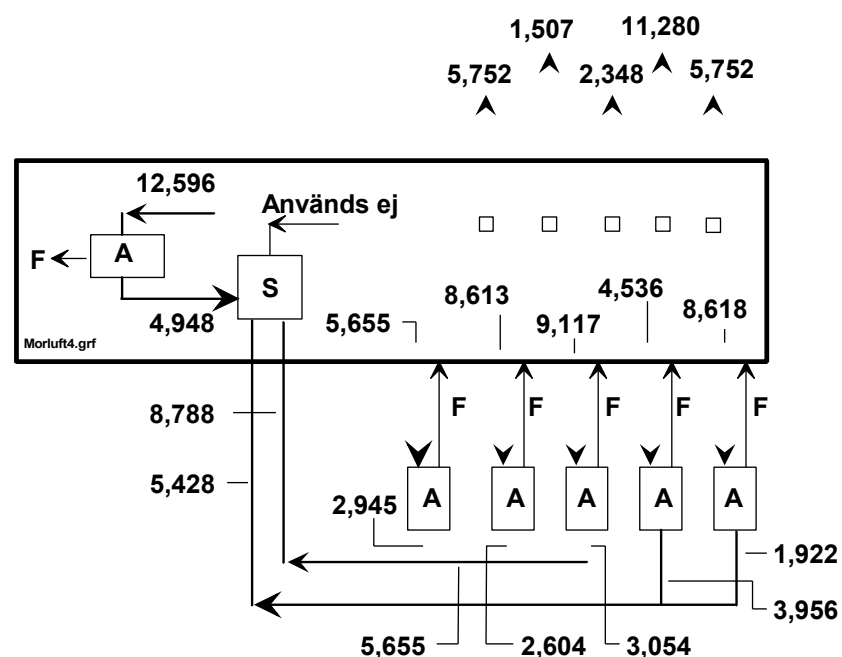 1,507 11,280
5,752 2,348 5,752
12,596
Används ej
F A
S
4,948
5,655 8,613 9,117 4,536 8,618
Morluft4.grf
8,788
F F F F F
5,428
2,945 A A A A A
1,922
3,956
5,655 2,604 3,054